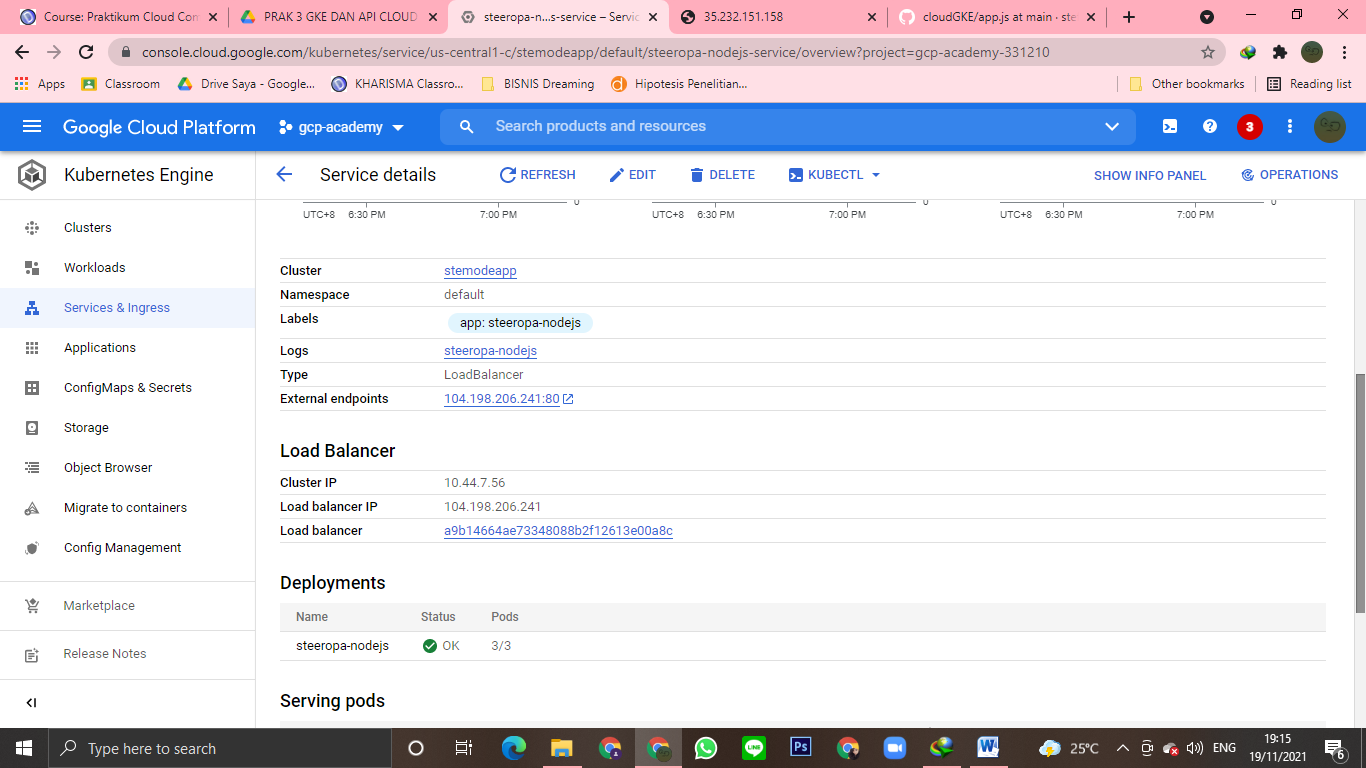 Course: Praktikum Cloud Con
PRAK 3 GKE DAN API CLOUD
steeropa-n...s-service – Servic
35.232.151.158
cloudGKE/app.js at main · ste
console.cloud.google.com/kubernetes/service/us-central1-c/stemodeapp/default/steeropa-nodejs-service/overview?project=gcp-academy-331210
Apps
Classroom
Drive Saya - Google...
KHARISMA Classro...
BISNIS Dreaming
Hipotesis Penelitian...
Other bookmarks
Reading list
Google Cloud Platform
gcp-academy
Search products and resources
3
Kubernetes Engine
Service details
REFRESH
EDIT
DELETE
KUBECTL
SHOW INFO PANEL
OPERATIONS
Clusters
Workloads
Services & Ingress
Applications
ConfigMaps & Secrets
Storage
Object Browser
Migrate to containers
Config Management
Marketplace
Release Notes
UTC+8 6:30 PM 7:00 PM 0
UTC+8 6:30 PM 7:00 PM 0
UTC+8 6:30 PM 7:00 PM 0
Cluster stemodeapp
Namespace default
Labels app: steeropa-nodejs
Logs steeropa-nodejs
Type LoadBalancer
External endpoints 104.198.206.241:80
Load Balancer
Cluster IP 10.44.7.56
Load balancer IP 104.198.206.241
Load balancer a9b14664ae73348088b2f12613e00a8c
Deployments
Name Status Pods
steeropa-nodejs OK 3/3
Serving pods
Type here to search
25°C
ENG
19:15
19/11/2021
6